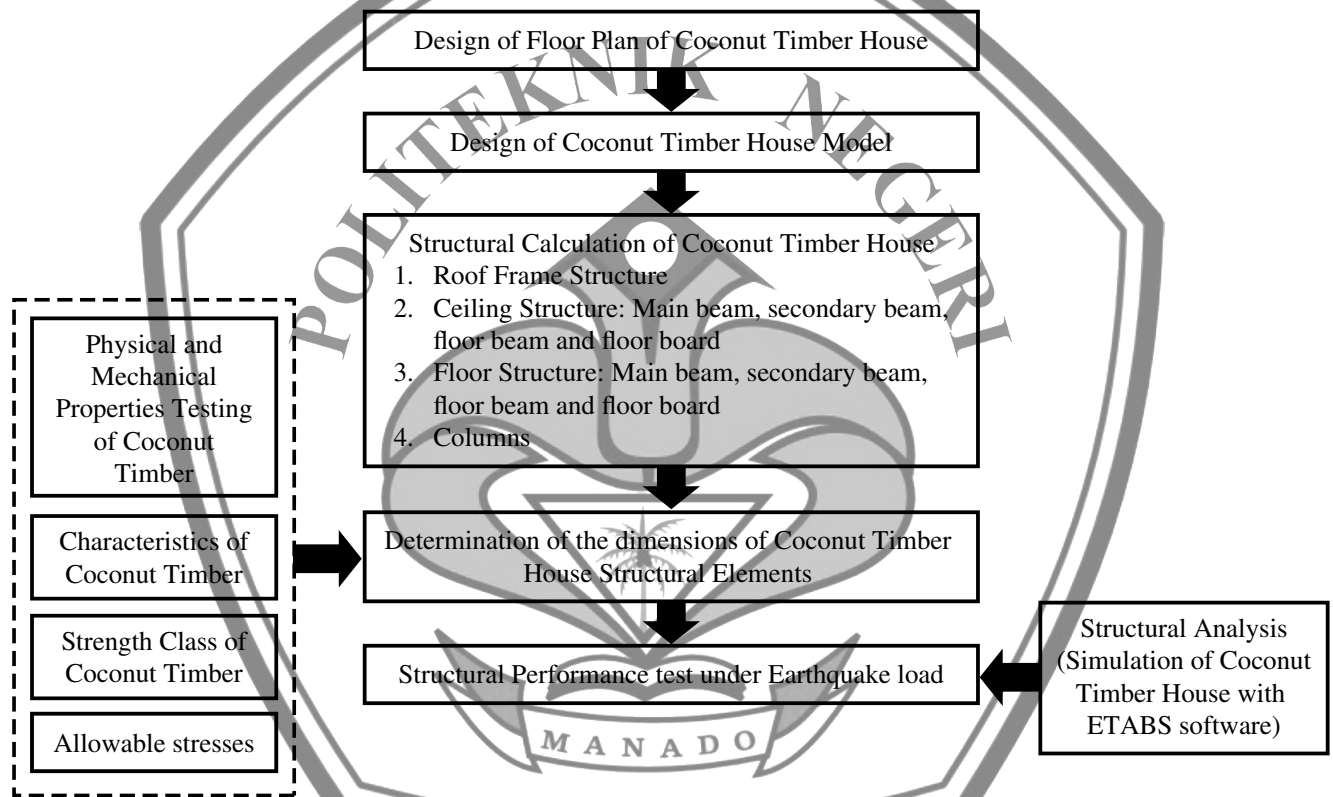 POLITEKNIK NEGERI
Design of Floor Plan of Coconut Timber House
Design of Coconut Timber House Model
Structural Calculation of Coconut Timber House
1. Roof Frame Structure
2. Ceiling Structure: Main beam, secondary beam,
floor beam and floor board
3. Floor Structure: Main beam, secondary beam,
floor beam and floor board
4. Columns
Physical and
Mechanical
Properties Testing
of Coconut
Timber
Characteristics of
Coconut Timber
Strength Class of
Coconut Timber
Allowable stresses
Determination of the dimensions of Coconut Timber
House Structural Elements
Structural Performance test under Earthquake load
Structural Analysis
(Simulation of Coconut
Timber House with
ETABS software)
MANADO